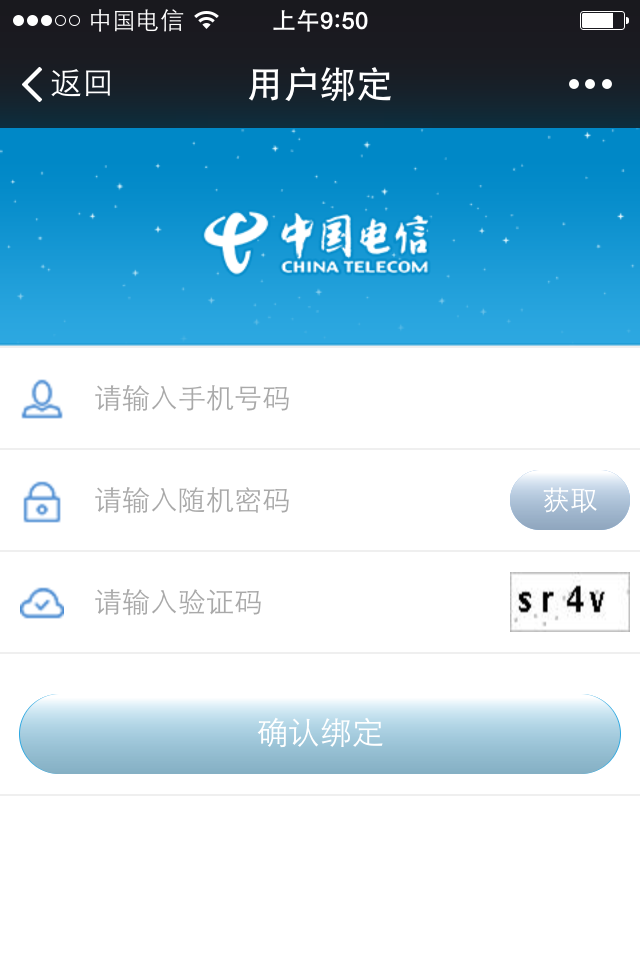 中国电信 上午9:50
返回 用户绑定
中国电信
CHINA TELECOM
请输入手机号码
请输入随机密码 获取
请输入验证码 sr4v
确认绑定